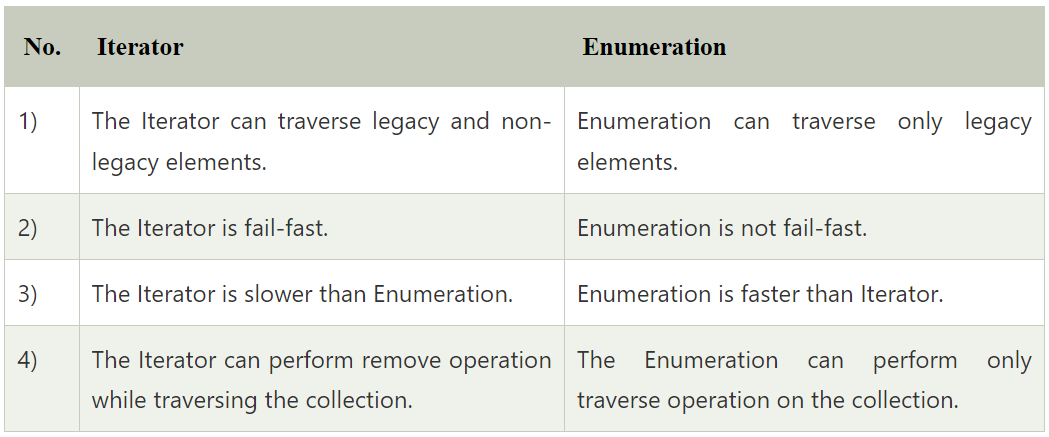 No. Iterator Enumeration
1) The Iterator can traverse legacy and non- Enumeration can traverse only legacy
legacy elements. elements.
2) The Iterator is fail-fast. Enumeration is not fail-fast.
3) The Iterator is slower than Enumeration. Enumeration is faster than Iterator.
4) The Iterator can perform remove operation The Enumeration can perform only
while traversing the collection. traverse operation on the collection.